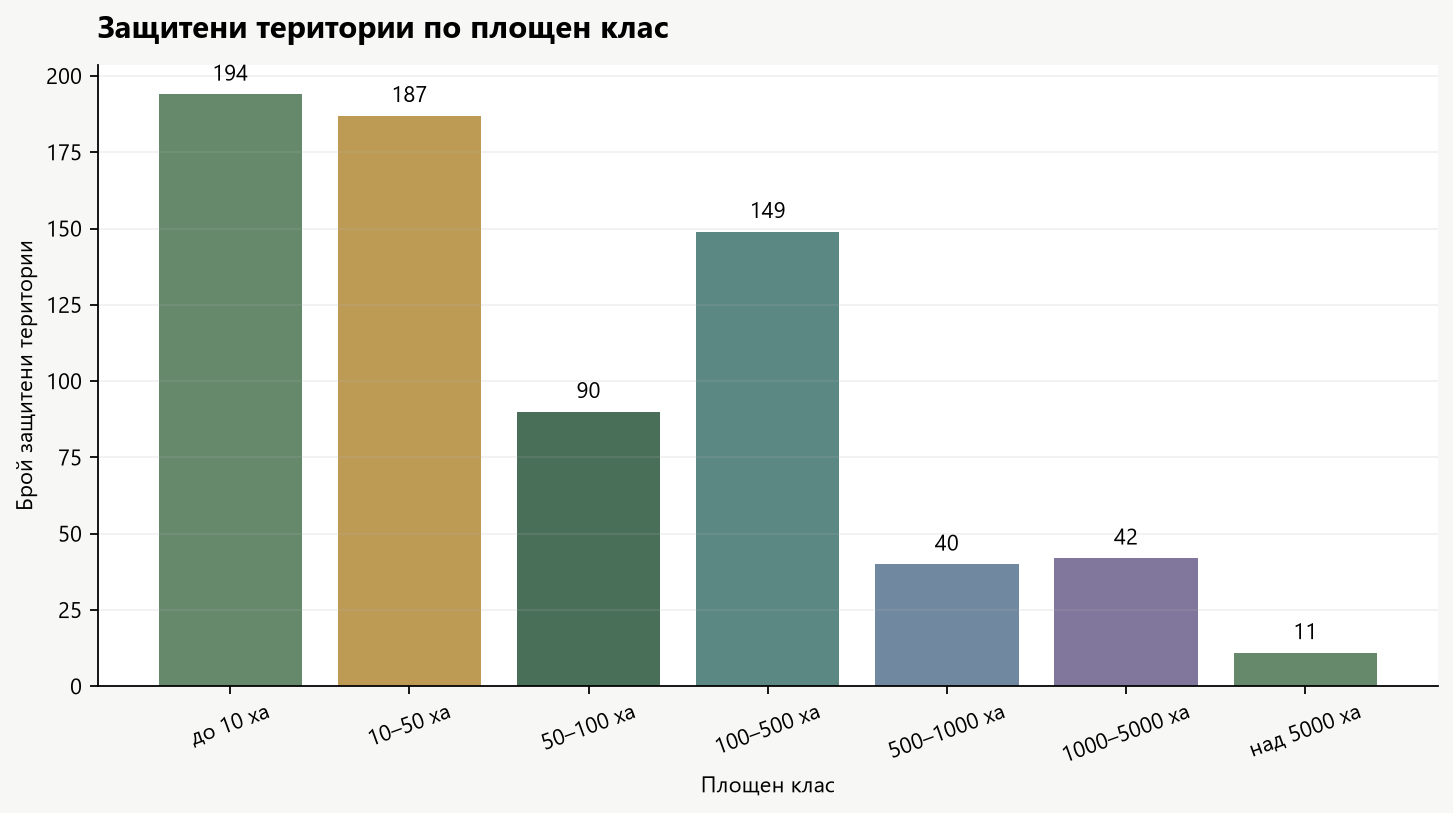 Защитени територии по площен клас
Брой защитени територии
200
175
150
125
100
75
50
25
0
194
187
90
149
40
42
11
до 10 ха
10–50 ха
50–100 ха
100–500 ха
500–1000 ха
1000–5000 ха
над 5000 ха
Площен клас